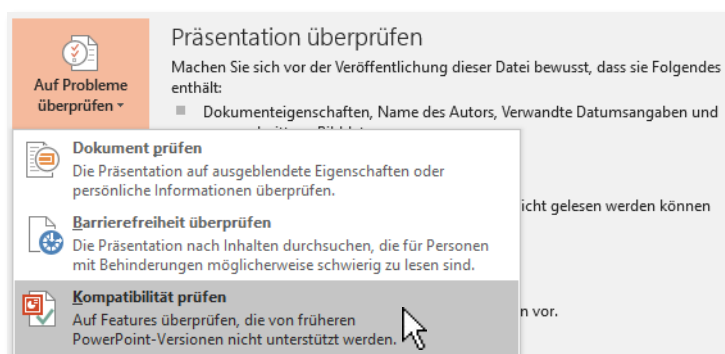 Präsentation überprüfen
Machen Sie sich vor der Veröffentlichung dieser Datei bewusst, dass sie Folgendes
enthält:
Dokumenteigenschaften, Name des Autors, Verwandte Datumsangaben und
Auf Probleme
überprüfen
Dokument prüfen
Die Präsentation auf ausgeblendete Eigenschaften oder
persönliche Informationen überprüfen.
Barrierefreiheit überprüfen
icht gelesen werden können
Die Präsentation nach Inhalten durchsuchen, die für Personen
mit Behinderungen möglicherweise schwierig zu lesen sind.
Kompatibilität prüfen
n vor.
Auf Features überprüfen, die von früheren
PowerPoint-Versionen nicht unterstützt werden.